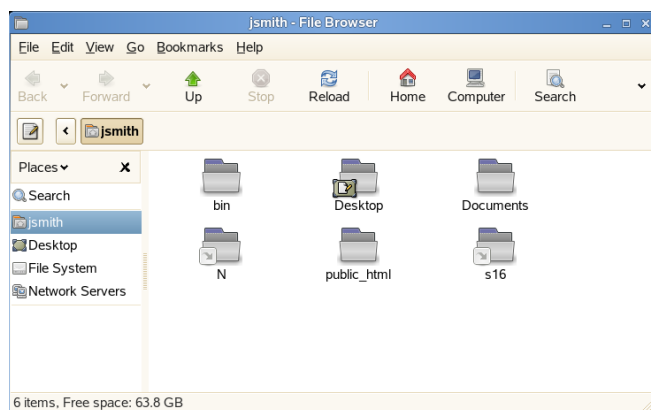 jsmith - File Browser
File Edit View Go Bookmarks Help
Back Forward Up Stop Reload Home Computer Search
jsmith
Places
Search
jsmith
Desktop
File System
Network Servers
bin Desktop Documents
N public_html s16
6 items, Free space: 63.8 GB